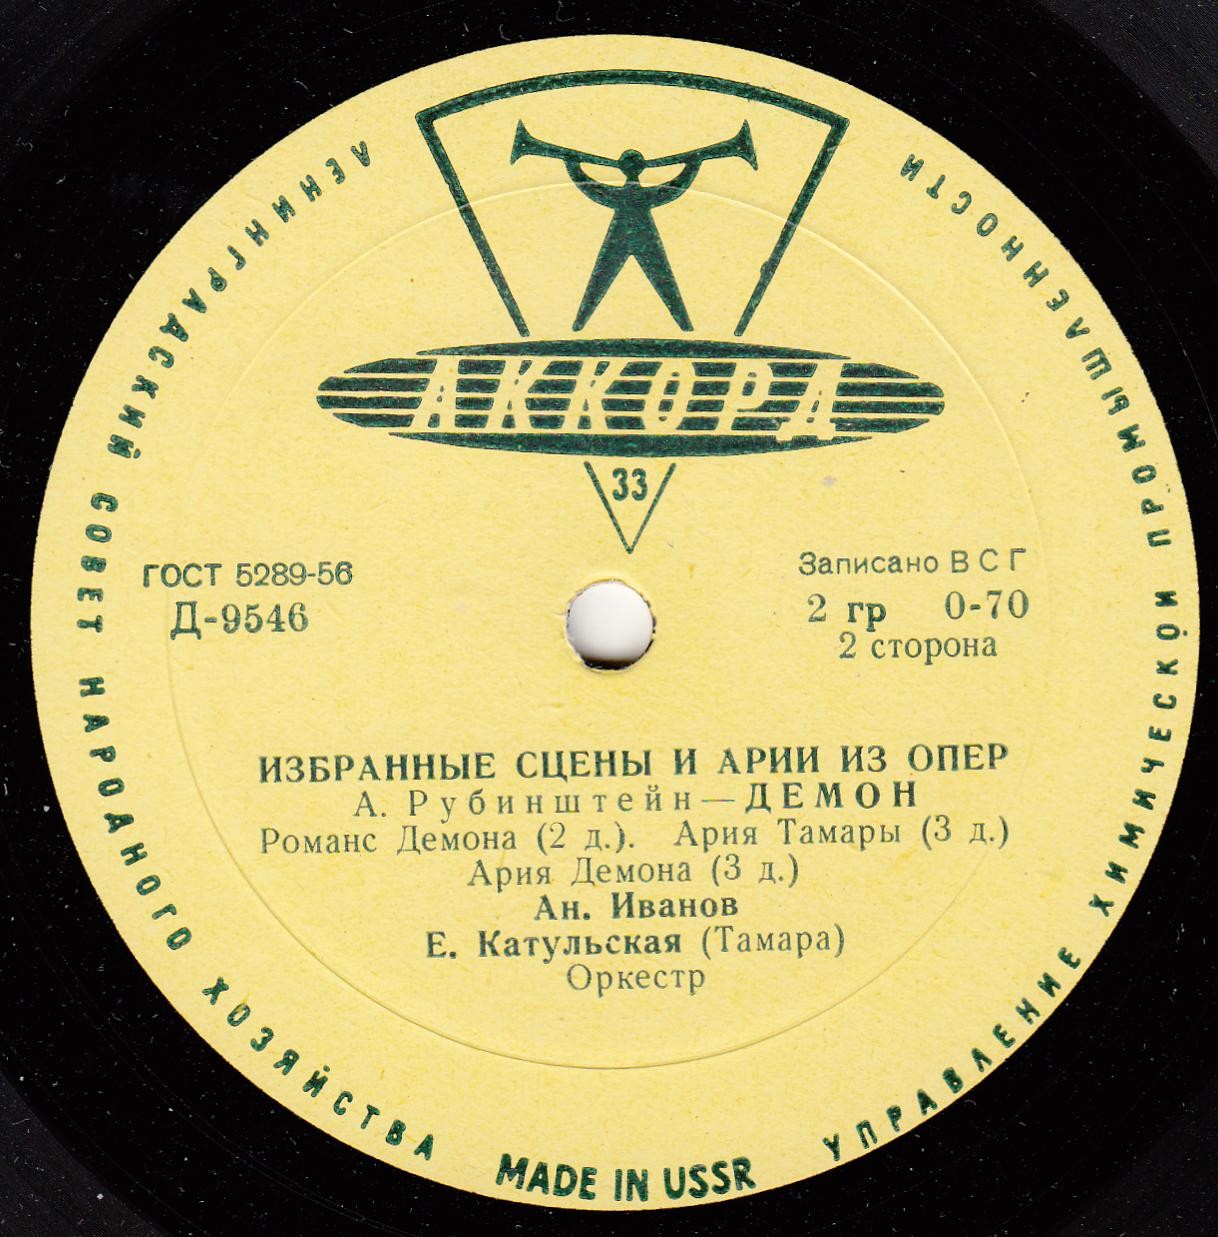 ЛЕНИНГРАДСКИЙ СОВЕТ НАРОДНОГО ХОЗЯЙСТВА
УПРАВЛЕНИЕ ХИМИЧЕСКОЙ ПРОМЫШЛЕННОСТИ
АККОРД
33
ГОСТ 5289-56
Д-9546
Записано В С Г
2 гр 0-70
2 сторона
ИЗБРАННЫЕ СЦЕНЫ И АРИИ ИЗ ОПЕР
А. Рубинштейн — ДЕМОН
Романс Демона (2 д.). Ария Тамары (3 д.)
Ария Демона (3 д.)
Ан. Иванов
Е. Катульская (Тамара)
Оркестр
MADE IN USSR